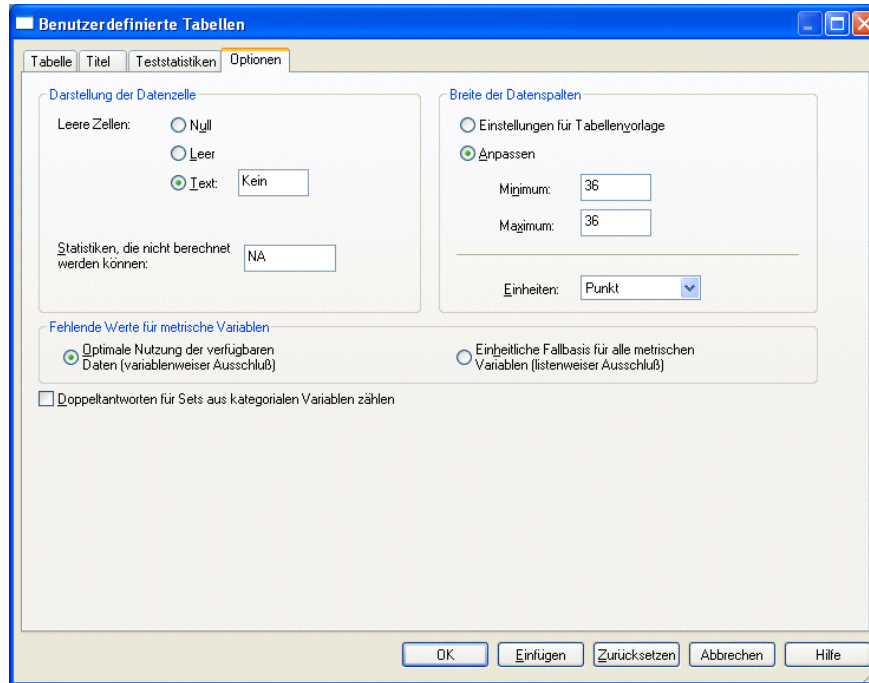 Benutzerdefinierte Tabellen
Tabelle Titel Teststatistiken Optionen
Darstellung der Datenzelle
Leere Zellen:
Null
Leer
Text: Kein
Statistiken, die nicht berechnet
werden können: NA
Breite der Datenspalten
Einstellungen für Tabellenvorlage
Anpassen
Minimum: 36
Maximum: 36
Einheiten: Punkt
Fehlende Werte für metrische Variablen
Optimale Nutzung der verfügbaren
Daten (variablenweiser Ausschluß)
Einheitliche Fallbasis für alle metrischen
Variablen (listenweiser Ausschluß)
Doppeltantworten für Sets aus kategorialen Variablen zählen
OK Einfügen Zurücksetzen Abbrechen Hilfe